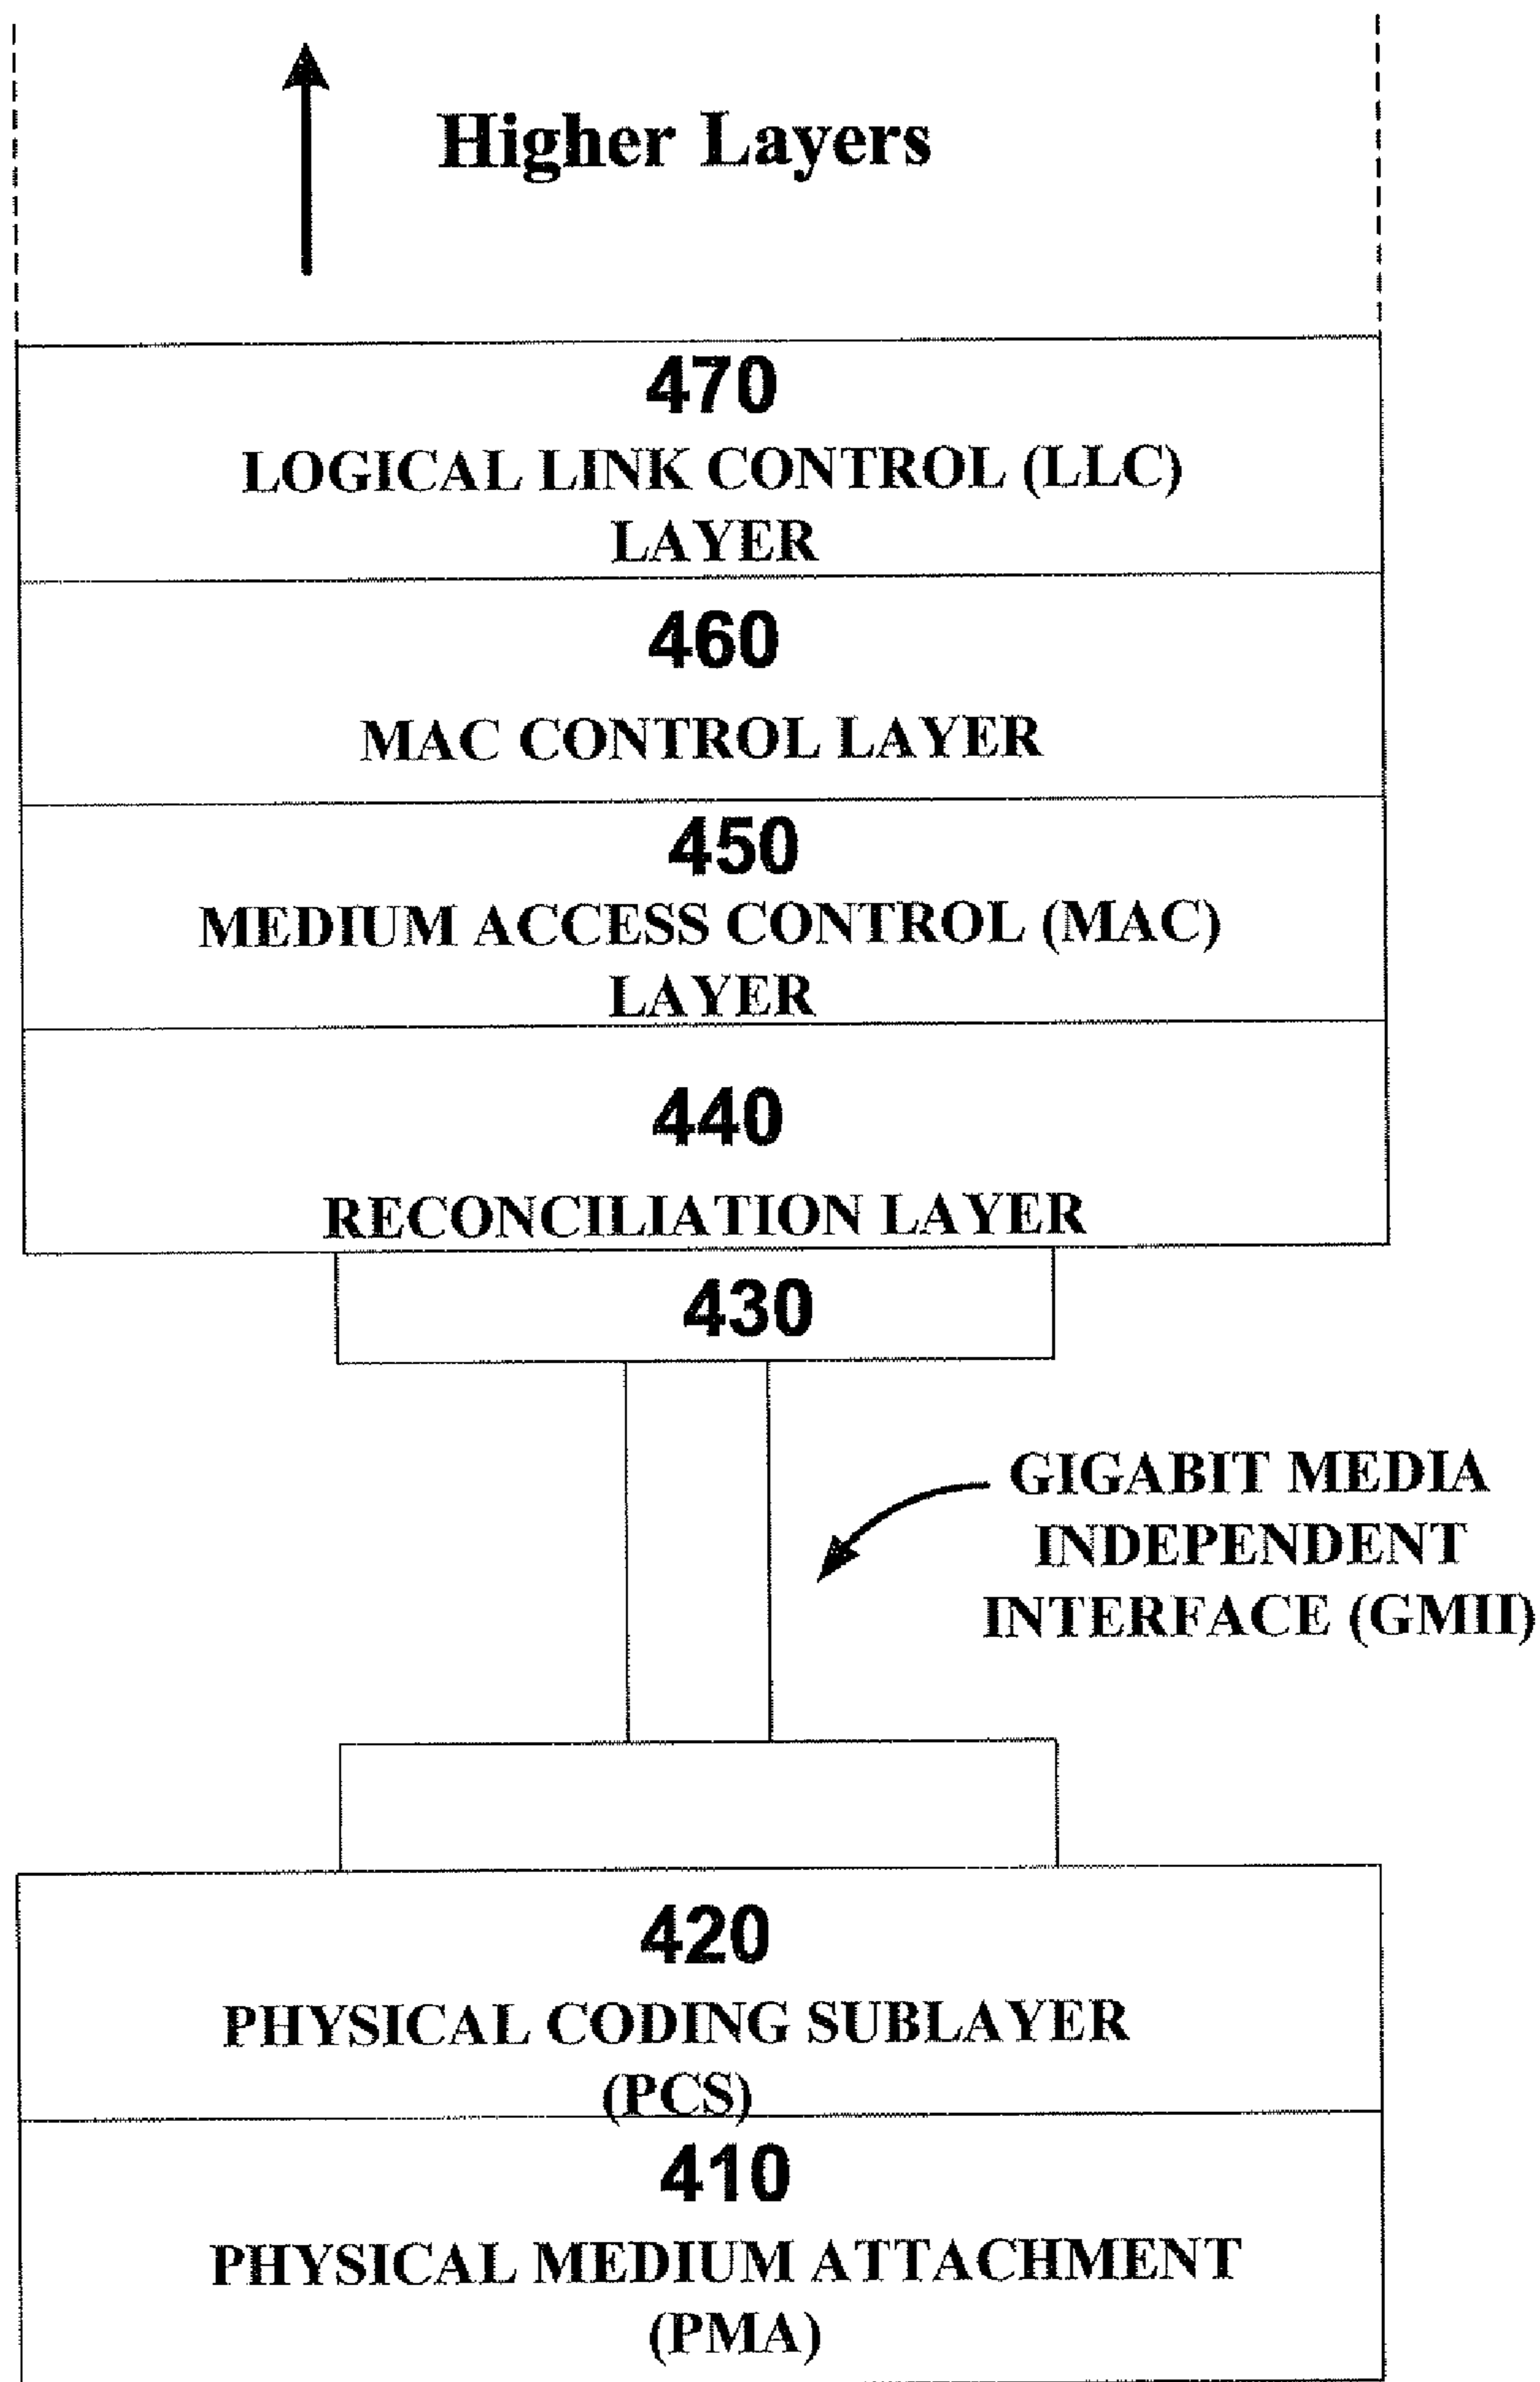 Higher Layers
470
LOGICAL LINK CONTROL (LLC)
LAYER
460
MAC CONTROL LAYER
450
MEDIUM ACCESS CONTROL (MAC)
LAYER
440
RECONCILIATION LAYER
430
GIGABIT MEDIA
INDEPENDENT
INTERFACE (GMII)
420
PHYSICAL CODING SUBLAYER
(PCS)
410
PHYSICAL MEDIUM ATTACHMENT
(PMA)